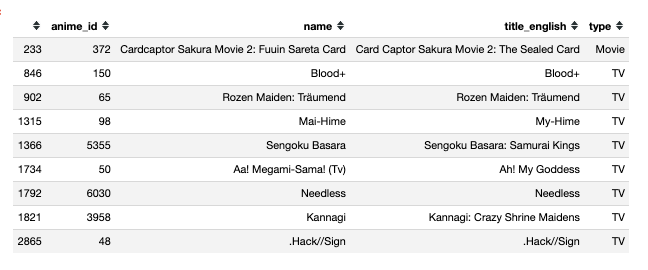 anime_id name title_english type
233 372 Cardcaptor Sakura Movie 2: Fuuin Sareta Card Card Captor Sakura Movie 2: The Sealed Card Movie
846 150 Blood+ Blood+ TV
902 65 Rozen Maiden: Träumend Rozen Maiden: Träumend TV
1315 98 Mai-Hime My-Hime TV
1366 5355 Sengoku Basara Sengoku Basara: Samurai Kings TV
1734 50 Aa! Megami-Sama! (Tv) Ah! My Goddess TV
1792 6030 Needless Needless TV
1821 3958 Kannagi Kannagi: Crazy Shrine Maidens TV
2865 48 .Hack//Sign .Hack//Sign TV